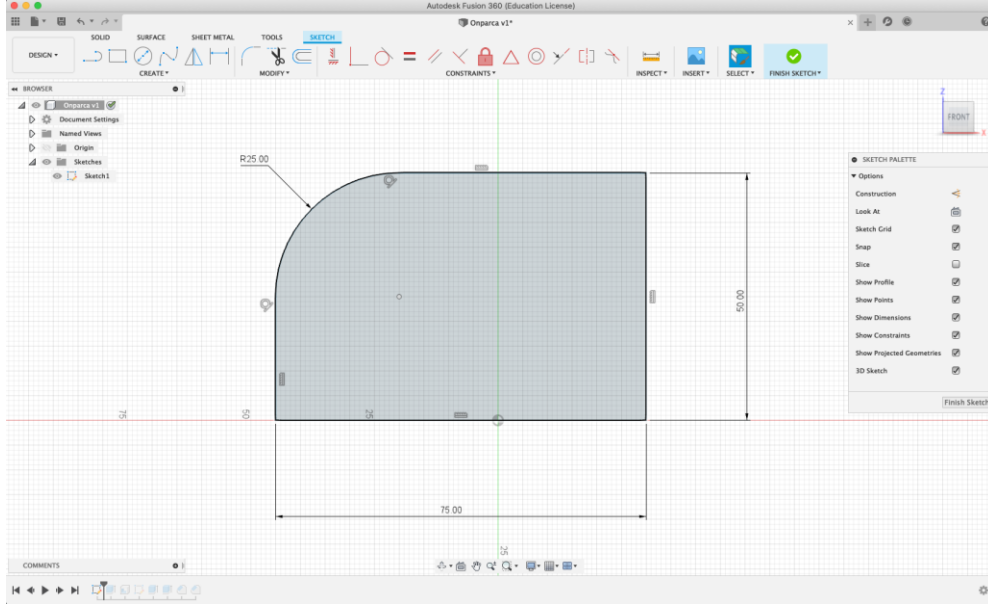 Autodesk Fusion 360 (Education License)
Onparca v1*
SOLID SURFACE SHEET METAL TOOLS SKETCH
DESIGN
CREATE MODIFY CONSTRAINTS INSPECT INSERT SELECT FINISH SKETCH
BROWSER
Onparca v1
Document Settings
Named Views
Origin
Sketches
Sketch1
Z
FRONT
X
SKETCH PALETTE
Options
Construction
Look At
Sketch Grid
Snap
Slice
Show Profile
Show Points
Show Dimensions
Show Constraints
Show Projected Geometries
3D Sketch
Finish Sketch
R25.00
50.00
75 50 25
75.00
25
COMMENTS